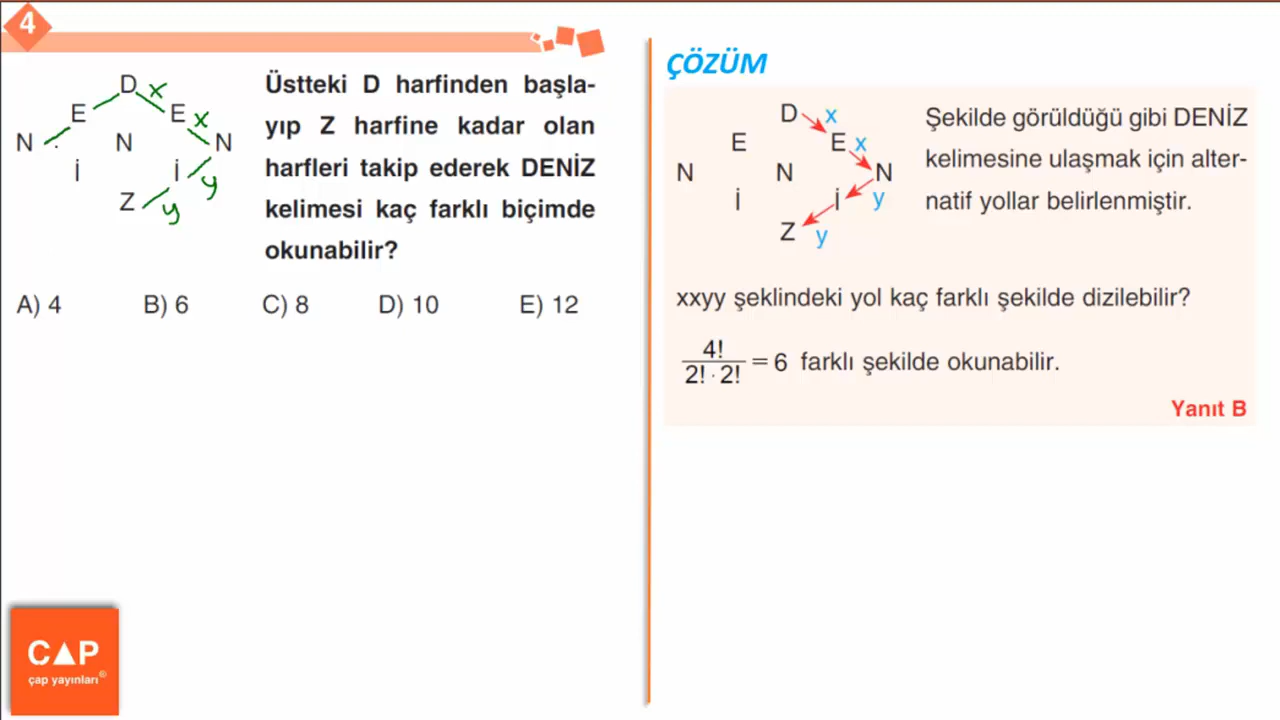 4
D x
E E x
N N N
İ İ y
Z y
Üstteki D harfinden başla-
yıp Z harfine kadar olan
harfleri takip ederek DENİZ
kelimesi kaç farklı biçimde
okunabilir?
A) 4 B) 6 C) 8 D) 10 E) 12
CAP
çap yayınları®
ÇÖZÜM
D x
E E x
N N N
İ İ y
Z y
Şekilde görüldüğü gibi DENİZ
kelimesine ulaşmak için alter-
natif yollar belirlenmiştir.
xxyy şeklindeki yol kaç farklı şekilde dizilebilir?
4!
2! · 2! = 6 farklı şekilde okunabilir.
Yanıt B